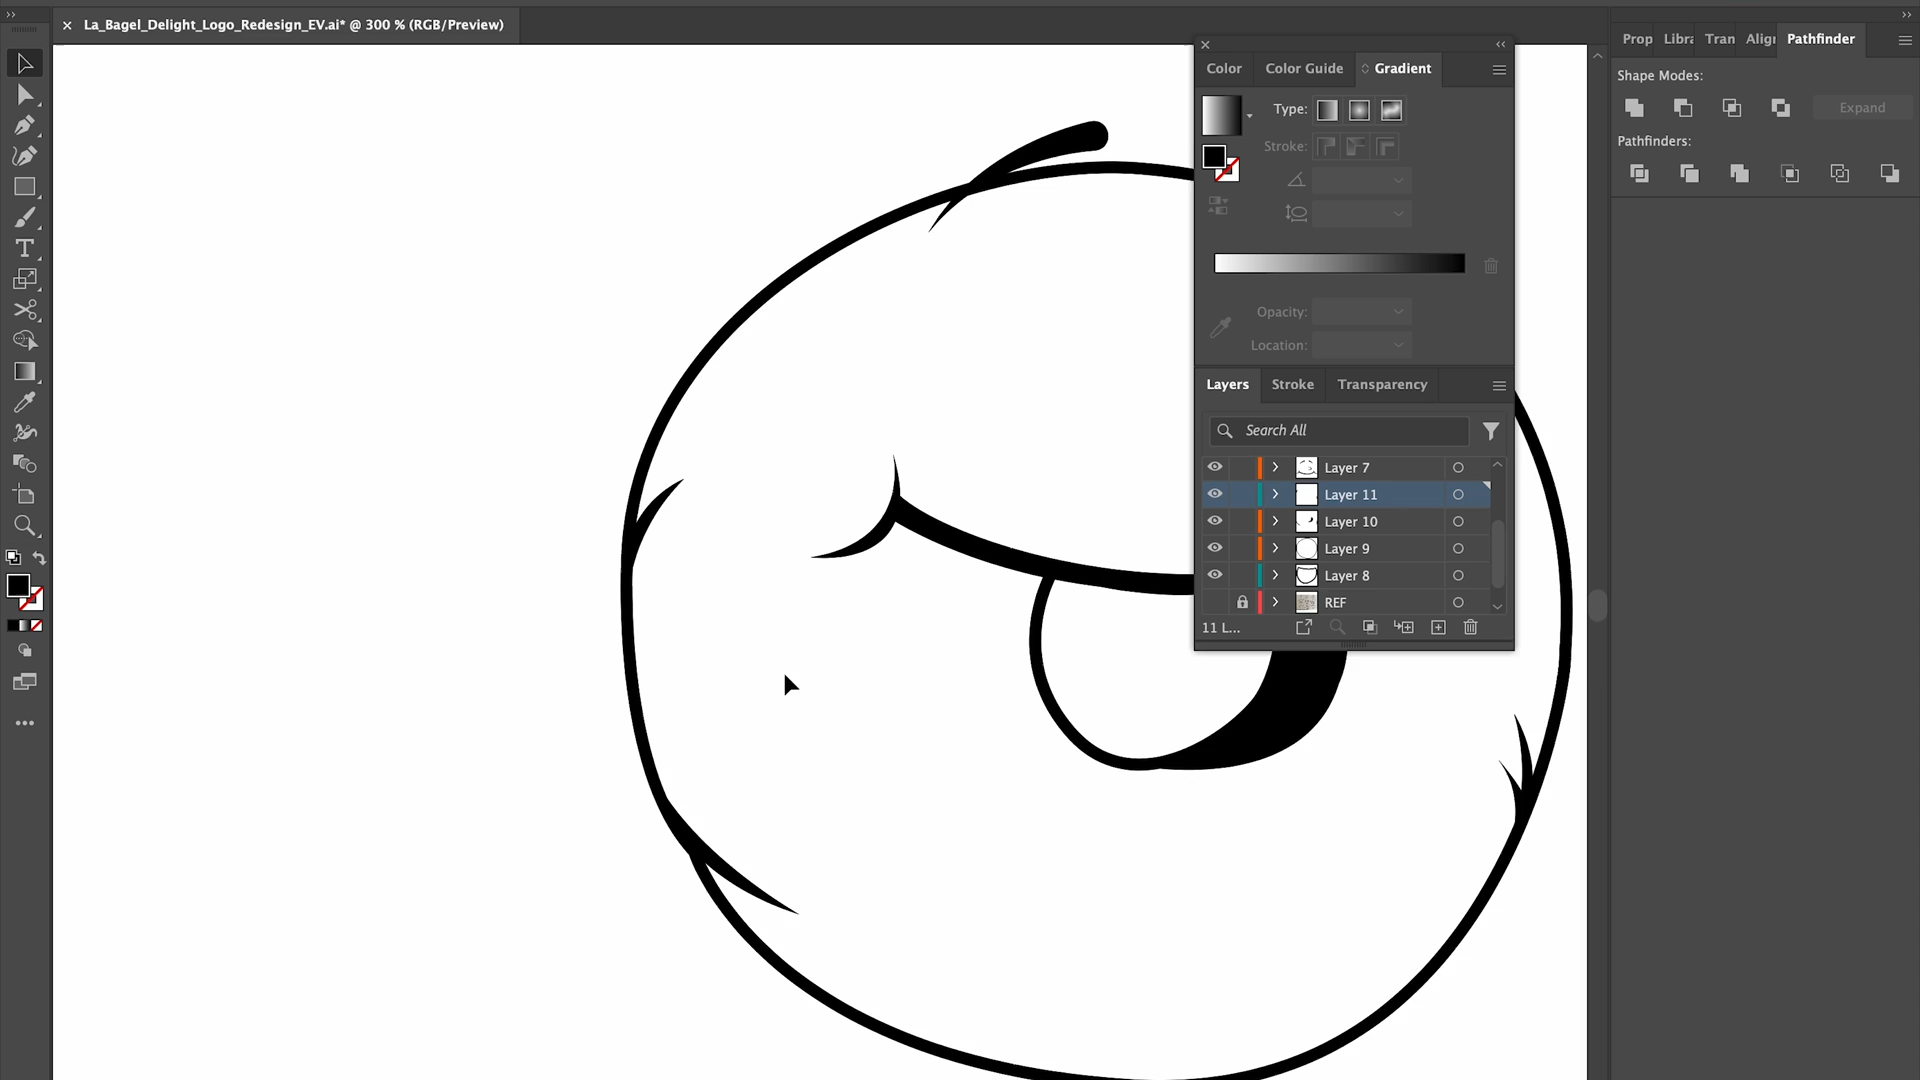 La_Bagel_Delight_Logo_Redesign_EV.ai* @ 300 % (RGB/Preview)
Color Color Guide Gradient
Type:
Stroke:
Opacity:
Location:
Layers Stroke Transparency
Search All
Layer 7
Layer 11
Layer 10
Layer 9
Layer 8
REF
11 L...
Prop Libra Tran Align Pathfinder
Shape Modes:
Expand
Pathfinders: